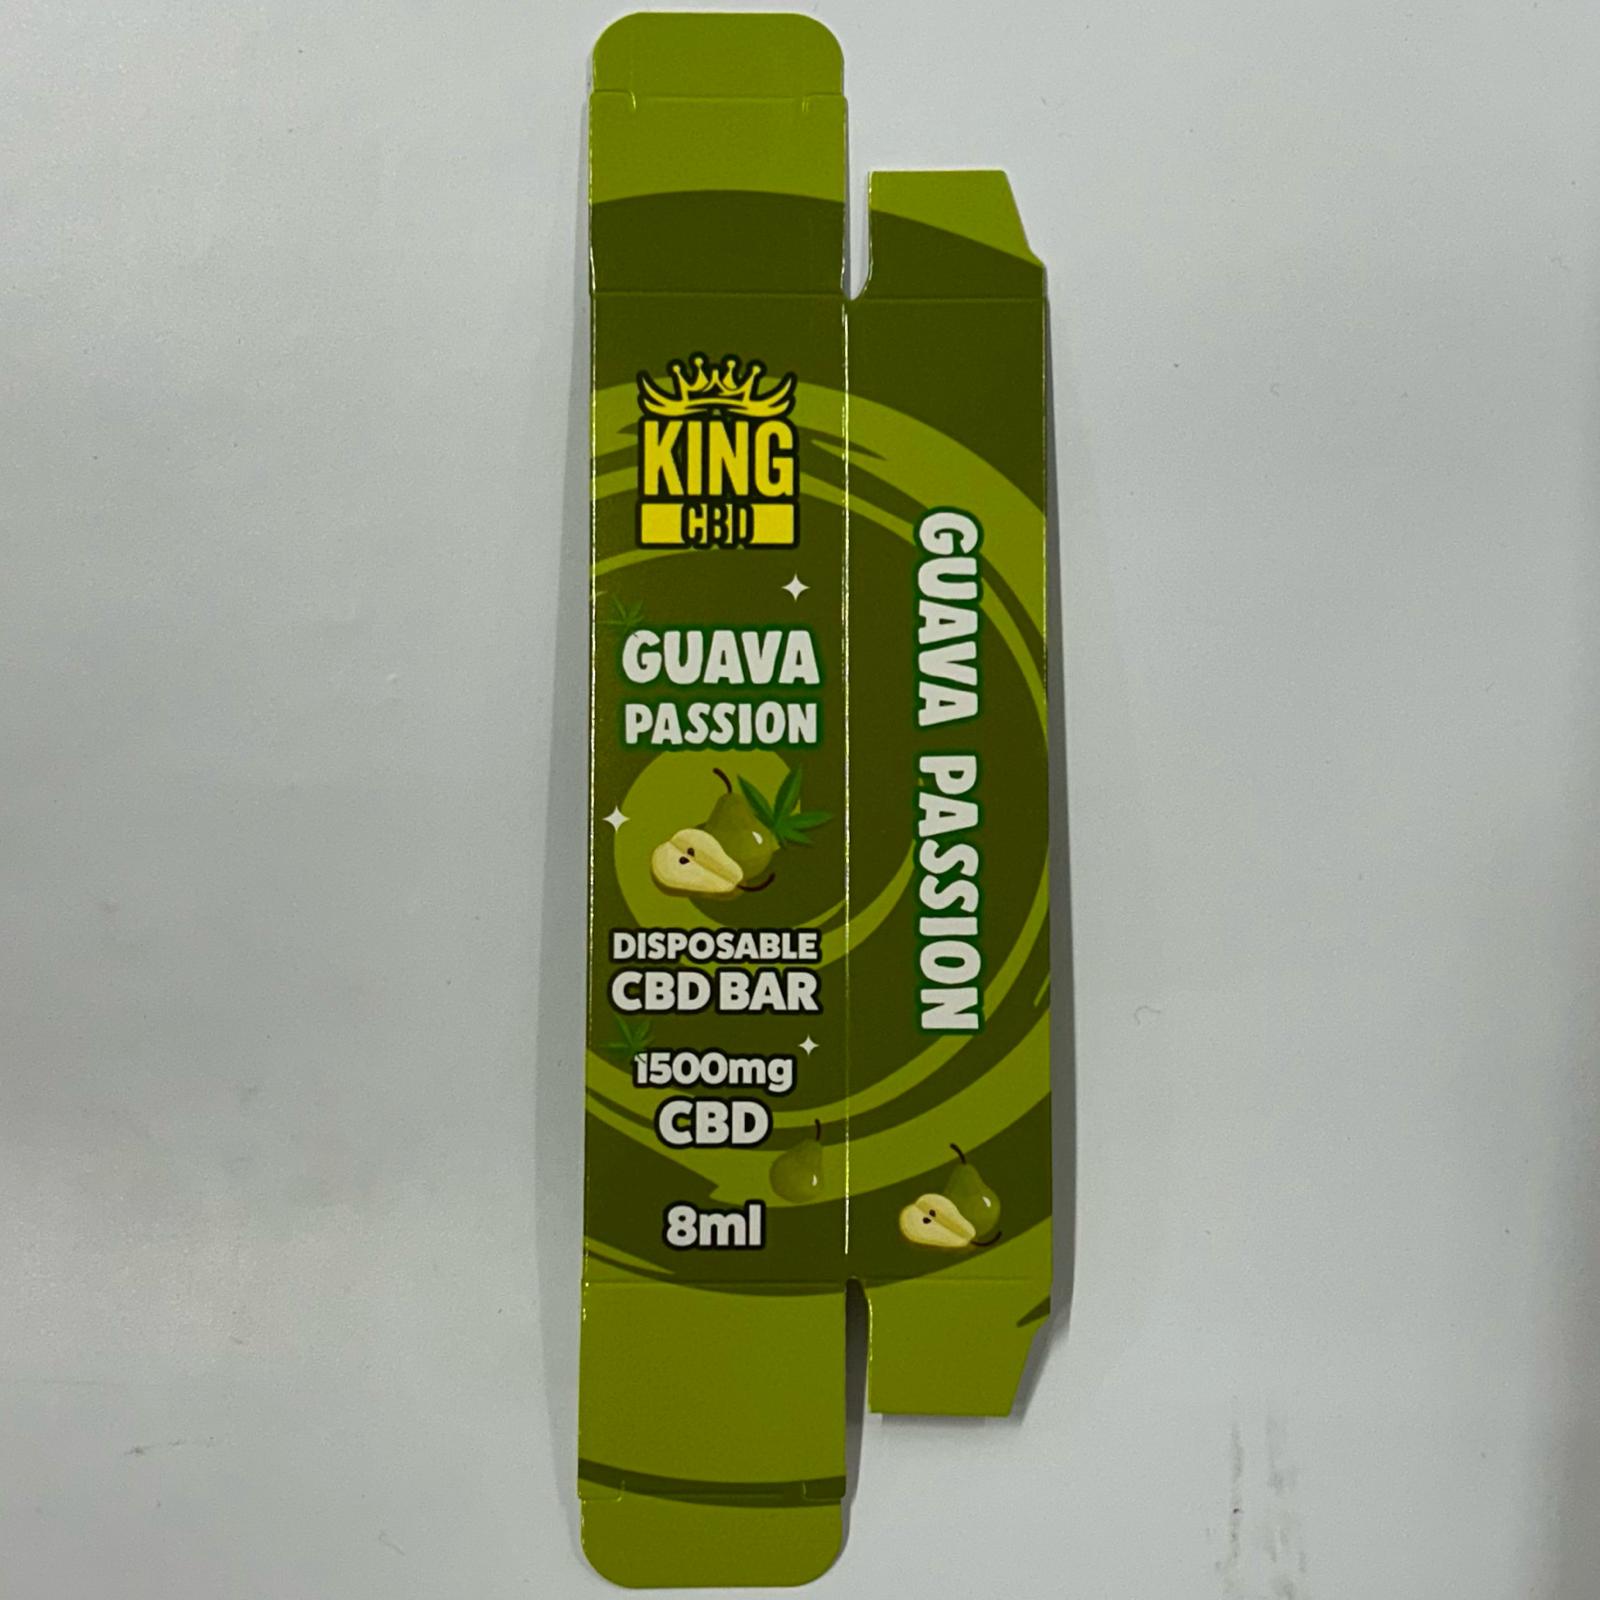 KING
CBD
GUAVA
PASSION
DISPOSABLE
CBD BAR
1500mg
CBD
8ml
GUAVA PASSION